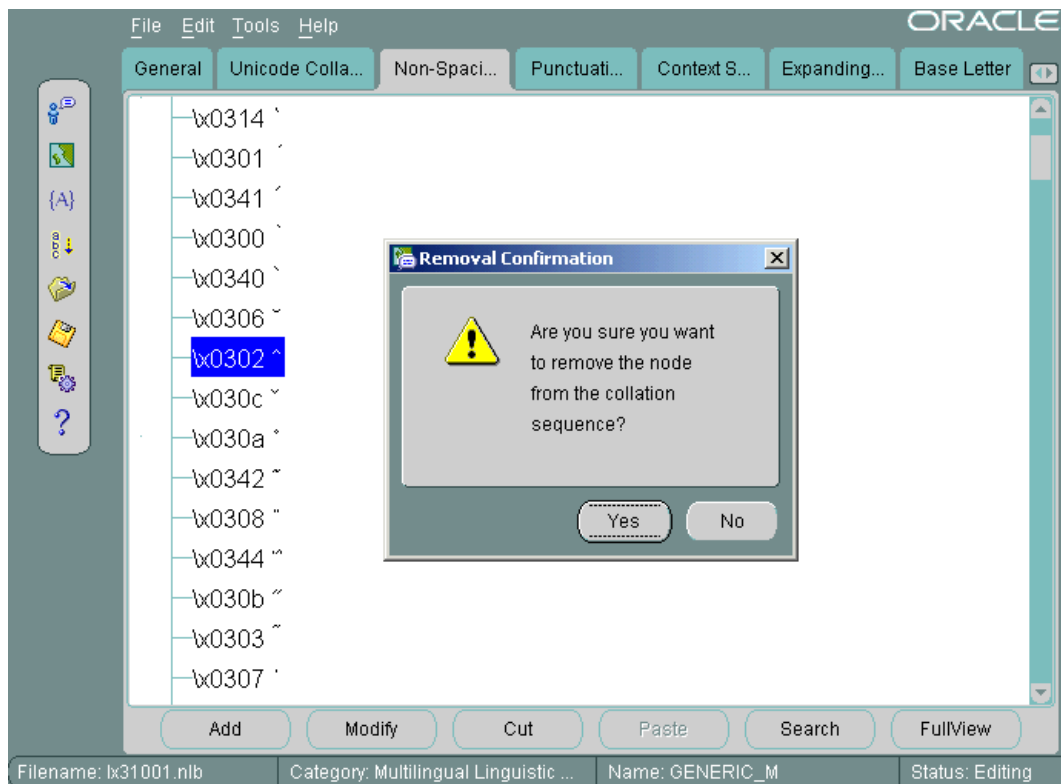 File Edit Tools Help
ORACLE
General Unicode Colla... Non-Spaci... Punctuati... Context S... Expanding... Base Letter
{A}
a
b
c
?
\x0314 ̔
\x0301 ́
\x0341 ́
\x0300 ̀
\x0340 ̀
\x0306 ̆
\x0302 ̂
\x030c ̌
\x030a ̊
\x0342 ͂
\x0308 ̈
\x0344 ̈́
\x030b ̋
\x0303 ̃
\x0307 ̇
Removal Confirmation
Are you sure you want
to remove the node
from the collation
sequence?
Yes No
Add Modify Cut Paste Search FullView
Filename: lx31001.nlb Category: Multilingual Linguistic ... Name: GENERIC_M Status: Editing